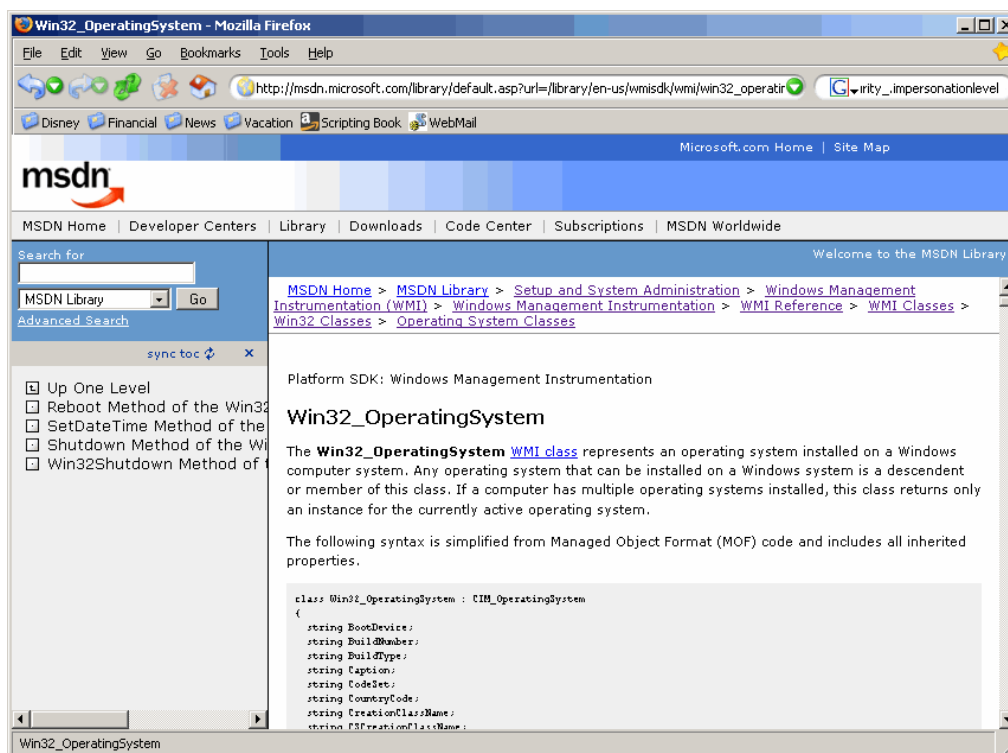 Win32_OperatingSystem - Mozilla Firefox
File Edit View Go Bookmarks Tools Help
http://msdn.microsoft.com/library/default.asp?url=/library/en-us/wmisdk/wmi/win32_operatir
G rity_.impersonationlevel
Disney Financial News Vacation Scripting Book WebMail
Microsoft.com Home | Site Map
msdn
MSDN Home | Developer Centers | Library | Downloads | Code Center | Subscriptions | MSDN Worldwide
Search for
Welcome to the MSDN Library
MSDN Library Go
Advanced Search
MSDN Home > MSDN Library > Setup and System Administration > Windows Management
Instrumentation (WMI) > Windows Management Instrumentation > WMI Reference > WMI Classes >
Win32 Classes > Operating System Classes
sync toc ×
Up One Level
Reboot Method of the Win32
SetDateTime Method of the
Shutdown Method of the Wi
Win32Shutdown Method of t
Platform SDK: Windows Management Instrumentation
Win32_OperatingSystem
The Win32_OperatingSystem WMI class represents an operating system installed on a Windows
computer system. Any operating system that can be installed on a Windows system is a descendent
or member of this class. If a computer has multiple operating systems installed, this class returns only
an instance for the currently active operating system.
The following syntax is simplified from Managed Object Format (MOF) code and includes all inherited
properties.
class Win32_OperatingSystem : CIM_OperatingSystem
{
string BootDevice;
string BuildNumber;
string BuildType;
string Caption;
string CodeSet;
string CountryCode;
string CreationClassName;
string CSCreationClassName;
Win32_OperatingSystem